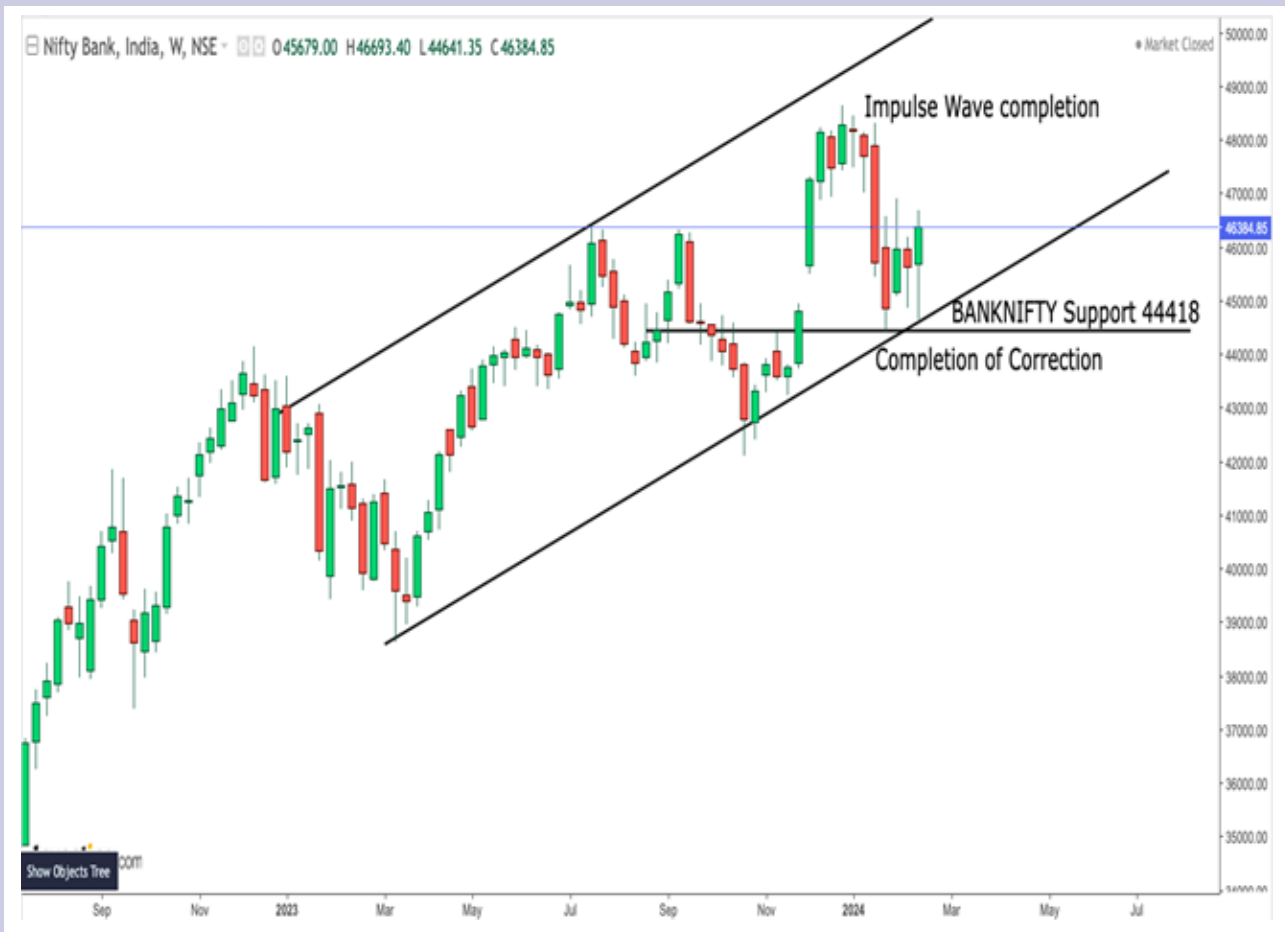 Nifty Bank, India, W, NSE O45679.00 H46693.40 L44641.35 C46384.85
Market Closed
50000.00
49000.00
Impulse Wave completion
48000.00
47000.00
46384.85
46000.00
45000.00
BANKNIFTY Support 44418
44000.00
Completion of Correction
43000.00
42000.00
41000.00
40000.00
39000.00
38000.00
37000.00
36000.00
35000.00
.com
Show Objects Tree
34000.00
Sep Nov 2023 Mar May Jul Sep Nov 2024 Mar May Jul